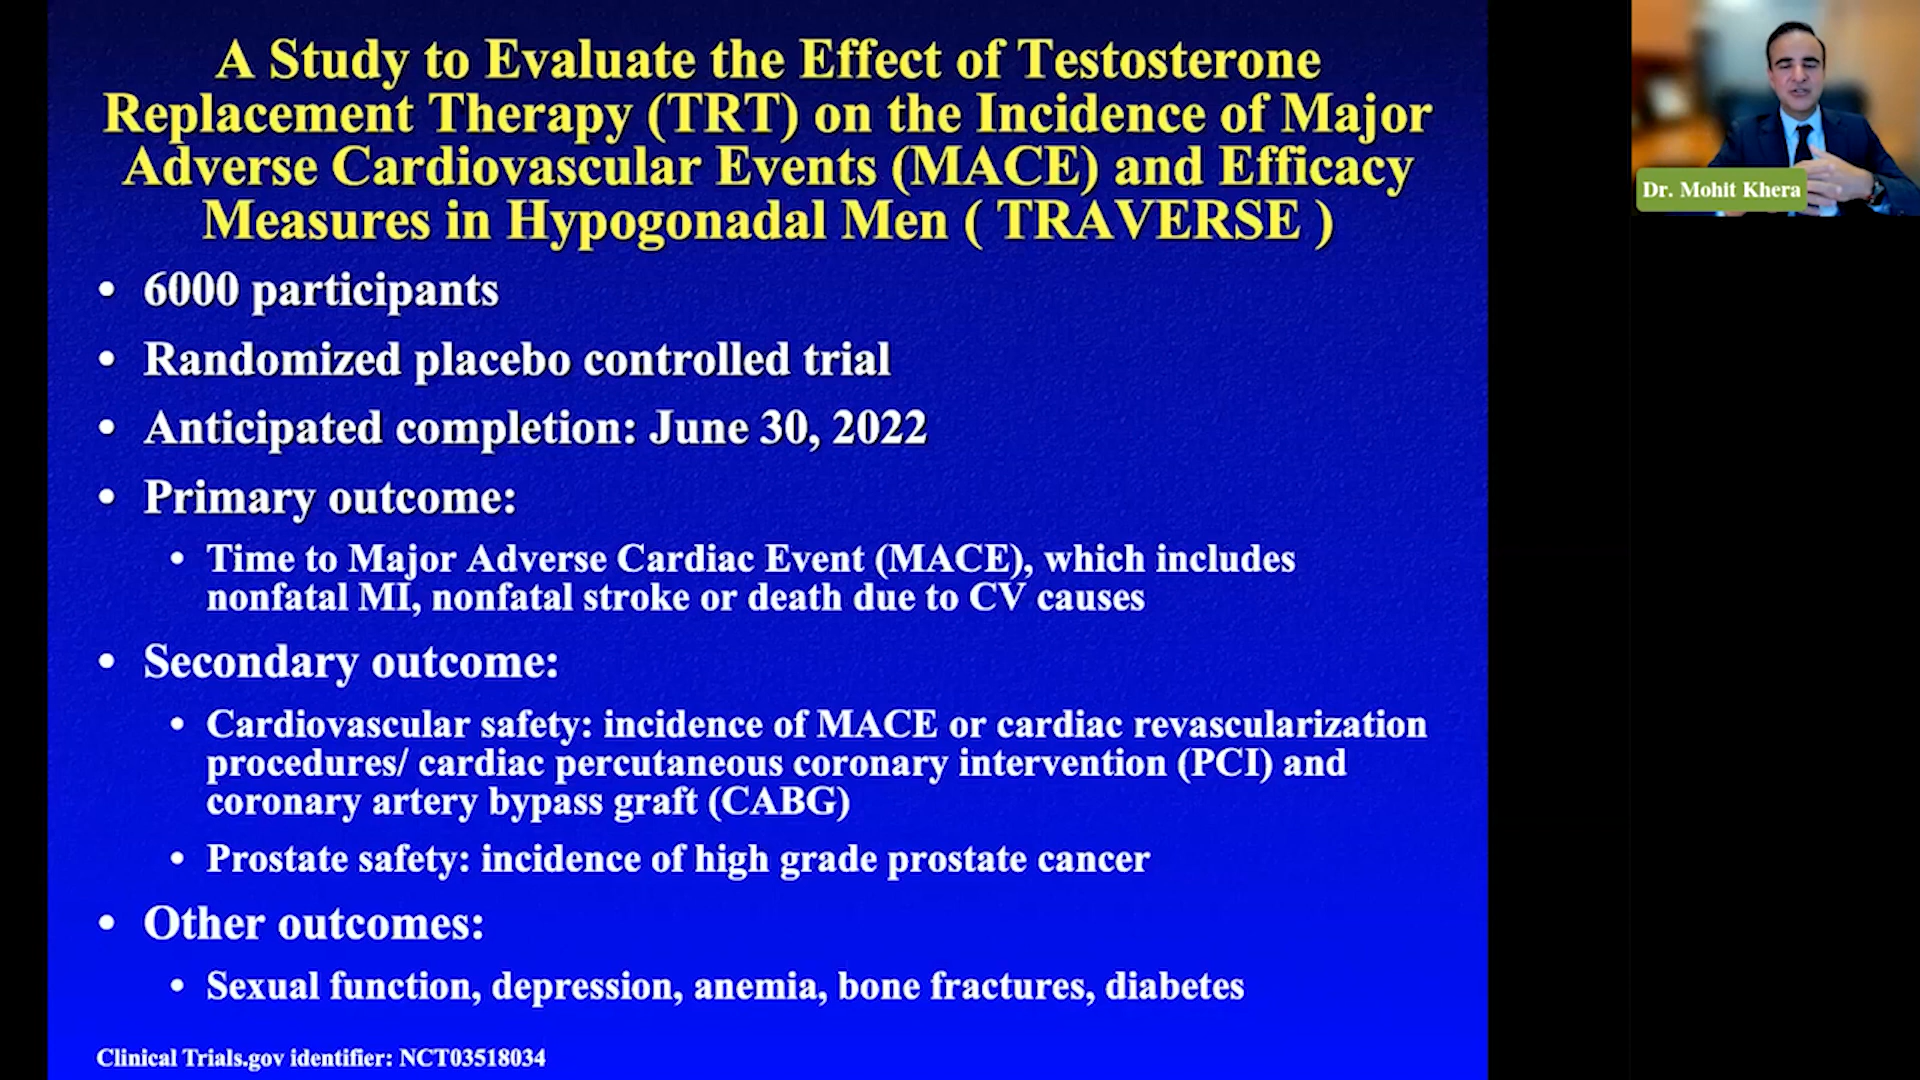 A Study to Evaluate the Effect of Testosterone
Replacement Therapy (TRT) on the Incidence of Major
Adverse Cardiovascular Events (MACE) and Efficacy
Measures in Hypogonadal Men ( TRAVERSE )
• 6000 participants
• Randomized placebo controlled trial
• Anticipated completion: June 30, 2022
• Primary outcome:
• Time to Major Adverse Cardiac Event (MACE), which includes
nonfatal MI, nonfatal stroke or death due to CV causes
• Secondary outcome:
• Cardiovascular safety: incidence of MACE or cardiac revascularization
procedures/ cardiac percutaneous coronary intervention (PCI) and
coronary artery bypass graft (CABG)
• Prostate safety: incidence of high grade prostate cancer
• Other outcomes:
• Sexual function, depression, anemia, bone fractures, diabetes
Clinical Trials.gov identifier: NCT03518034
Dr. Mohit Khera